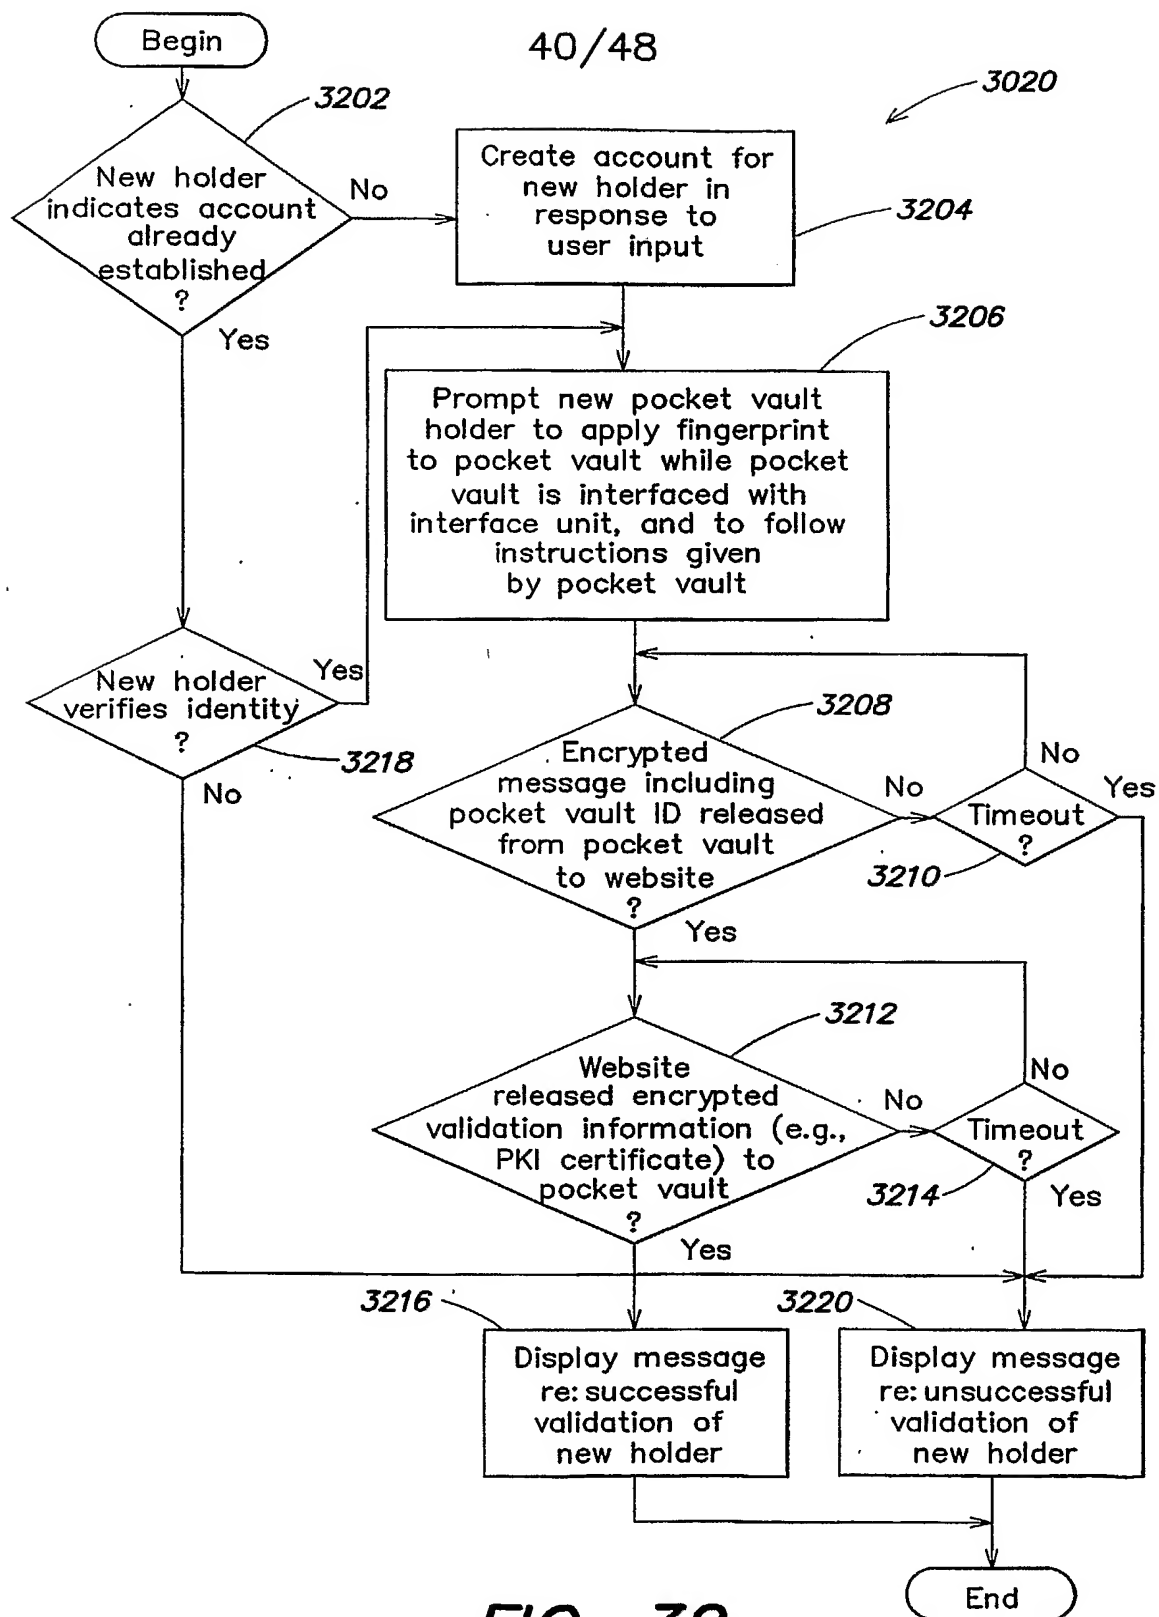 Begin
40/48
3020
3202
New holder
indicates account
already
established
?
No
Yes
Create account for
new holder in
response to
user input
3204
3206
Prompt new pocket vault
holder to apply fingerprint
to pocket vault while pocket
vault is interfaced with
interface unit, and to follow
instructions given
by pocket vault
New holder
verifies identity
?
Yes
3218
No
3208
Encrypted
message including
pocket vault ID released
from pocket vault
to website
?
No
Yes
Timeout
?
No
Yes
3210
3212
Website
released encrypted
validation information (e.g.,
PKI certificate) to
pocket vault
?
No
Yes
Timeout
?
No
3214
Yes
3216
Display message
re: successful
validation of
new holder
3220
Display message
re: unsuccessful
validation of
new holder
End